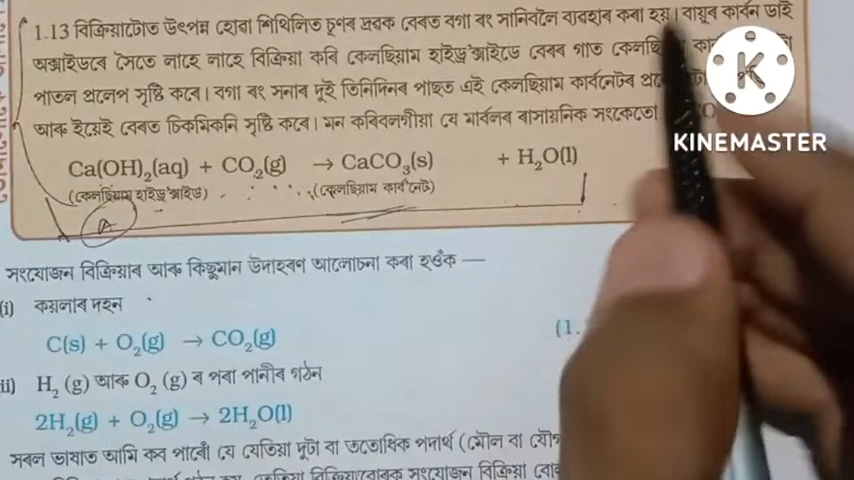 1.13 বিক্ৰিয়াটোত উৎপন্ন হোৱা শিথিলিত চূণৰ দ্ৰৱক বেৰত বগা ৰং সানিবলৈ ব্যৱহাৰ কৰা হয়। বায়ুৰ কাৰ্বন ডাই
অক্সাইডৰে সৈতে লাহে লাহে বিক্ৰিয়া কৰি কেলছিয়াম হাইড্ৰ'ক্সাইডে বেৰৰ গাত
পাতল প্ৰলেপ সৃষ্টি কৰে। বগা ৰং সনাৰ দুই তিনিদিনৰ পাছত এই কেলছিয়াম কাৰ্বনেটৰ
আৰু ইয়েই বেৰত চিকমিকনি সৃষ্টি কৰে। মন কৰিবলগীয়া যে মাৰ্বলৰ ৰাসায়নিক সংকেতো
KINEMASTER
Ca(OH)₂(aq) + CO₂(g) → CaCO₃(s) + H₂O(l)
(কেলছিয়াম হাইড্ৰ'ক্সাইড) (কেলছিয়াম কাৰ্ব'নেট)
A
সংযোজন বিক্ৰিয়াৰ আৰু কিছুমান উদাহৰণ আলোচনা কৰা হওঁক —
(i) কয়লাৰ দহন
C(s) + O₂(g) → CO₂(g) (1.
ii) H₂ (g) আৰু O₂ (g) ৰ পৰা পানীৰ গঠন
2H₂(g) + O₂(g) → 2H₂O(l)
সৰল ভাষাত আমি কব পাৰোঁ যে যেতিয়া দুটা বা ততোধিক পদাৰ্থ (মৌল বা
বিক্ৰিয়াবোৰক সংযোজন বিক্ৰিয়া